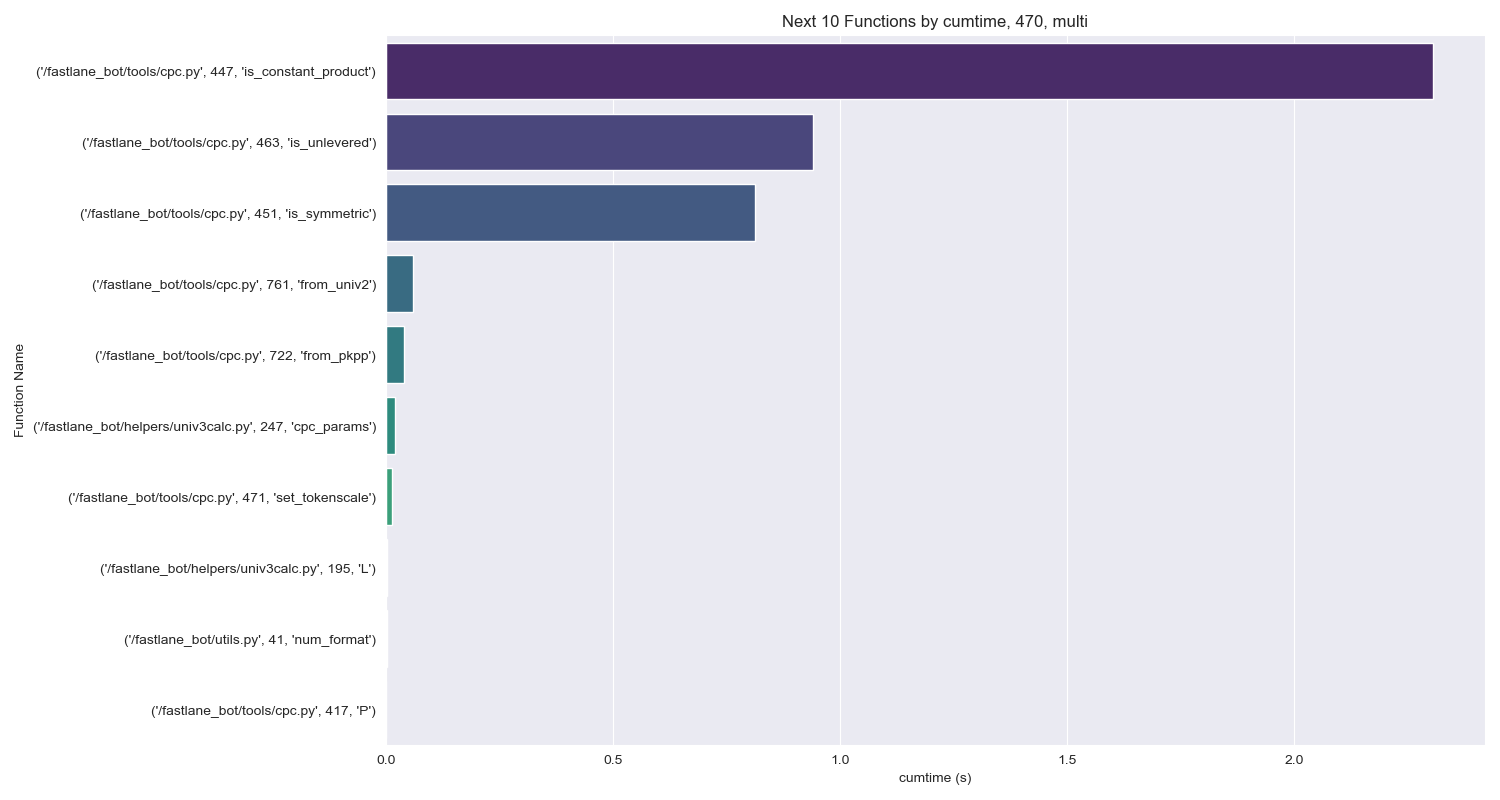 Next 10 Functions by cumtime, 470, multi
Function Name
('/fastlane_bot/tools/cpc.py', 447, 'is_constant_product')
('/fastlane_bot/tools/cpc.py', 463, 'is_unlevered')
('/fastlane_bot/tools/cpc.py', 451, 'is_symmetric')
('/fastlane_bot/tools/cpc.py', 761, 'from_univ2')
('/fastlane_bot/tools/cpc.py', 722, 'from_pkpp')
('/fastlane_bot/helpers/univ3calc.py', 247, 'cpc_params')
('/fastlane_bot/tools/cpc.py', 471, 'set_tokenscale')
('/fastlane_bot/helpers/univ3calc.py', 195, 'L')
('/fastlane_bot/utils.py', 41, 'num_format')
('/fastlane_bot/tools/cpc.py', 417, 'P')
0.0 0.5 1.0 1.5 2.0
cumtime (s)